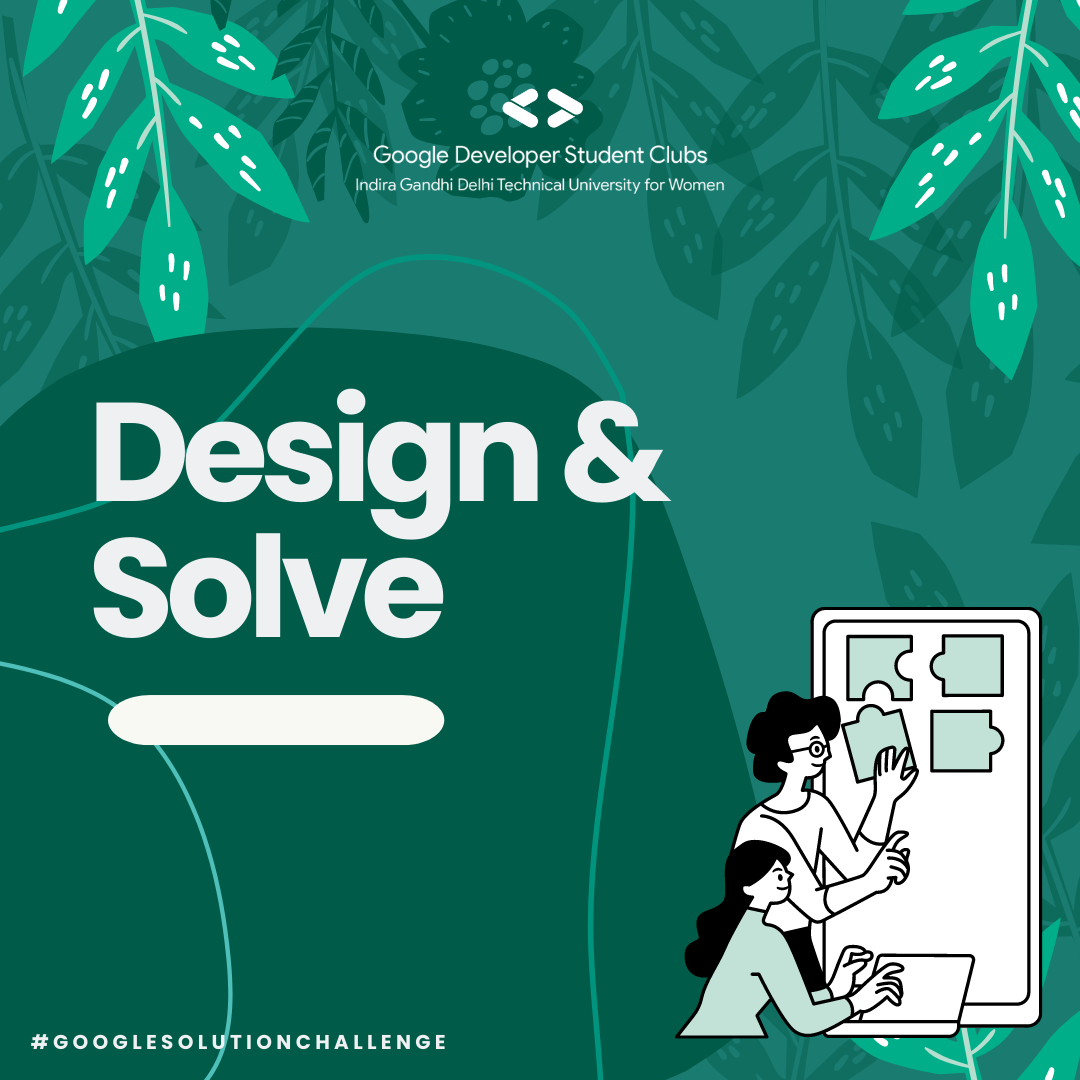 Google Developer Student Clubs
Indira Gandhi Delhi Technical University for Women
Design &
Solve
#GOOGLESOLUTIONCHALLENGE